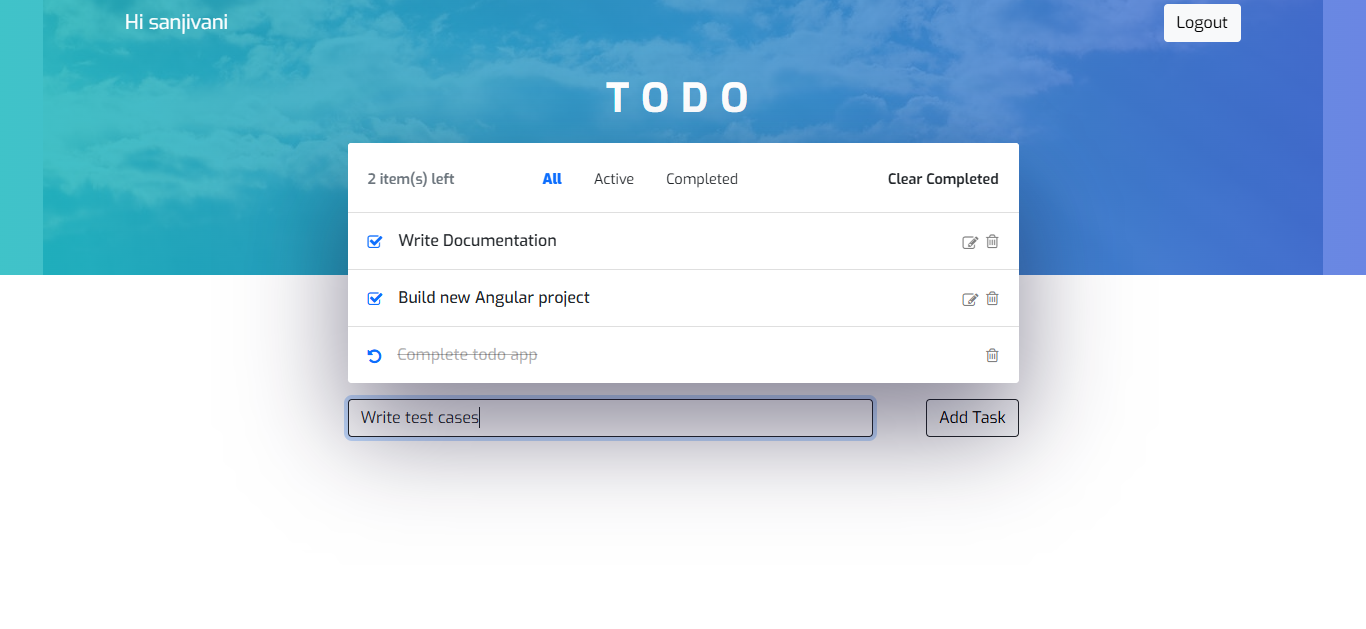 Hi sanjivani
Logout
TODO
2 item(s) left
All
Active
Completed
Clear Completed
Write Documentation
Build new Angular project
Complete todo app
Write test cases
Add Task